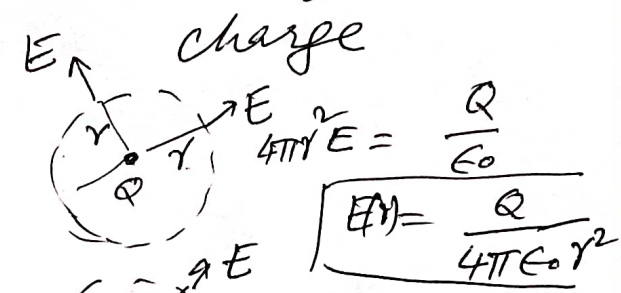 charge
E
E
r
r
Q
4πr²E = Q/ε₀
E(r) = Q/4πε₀r²
E